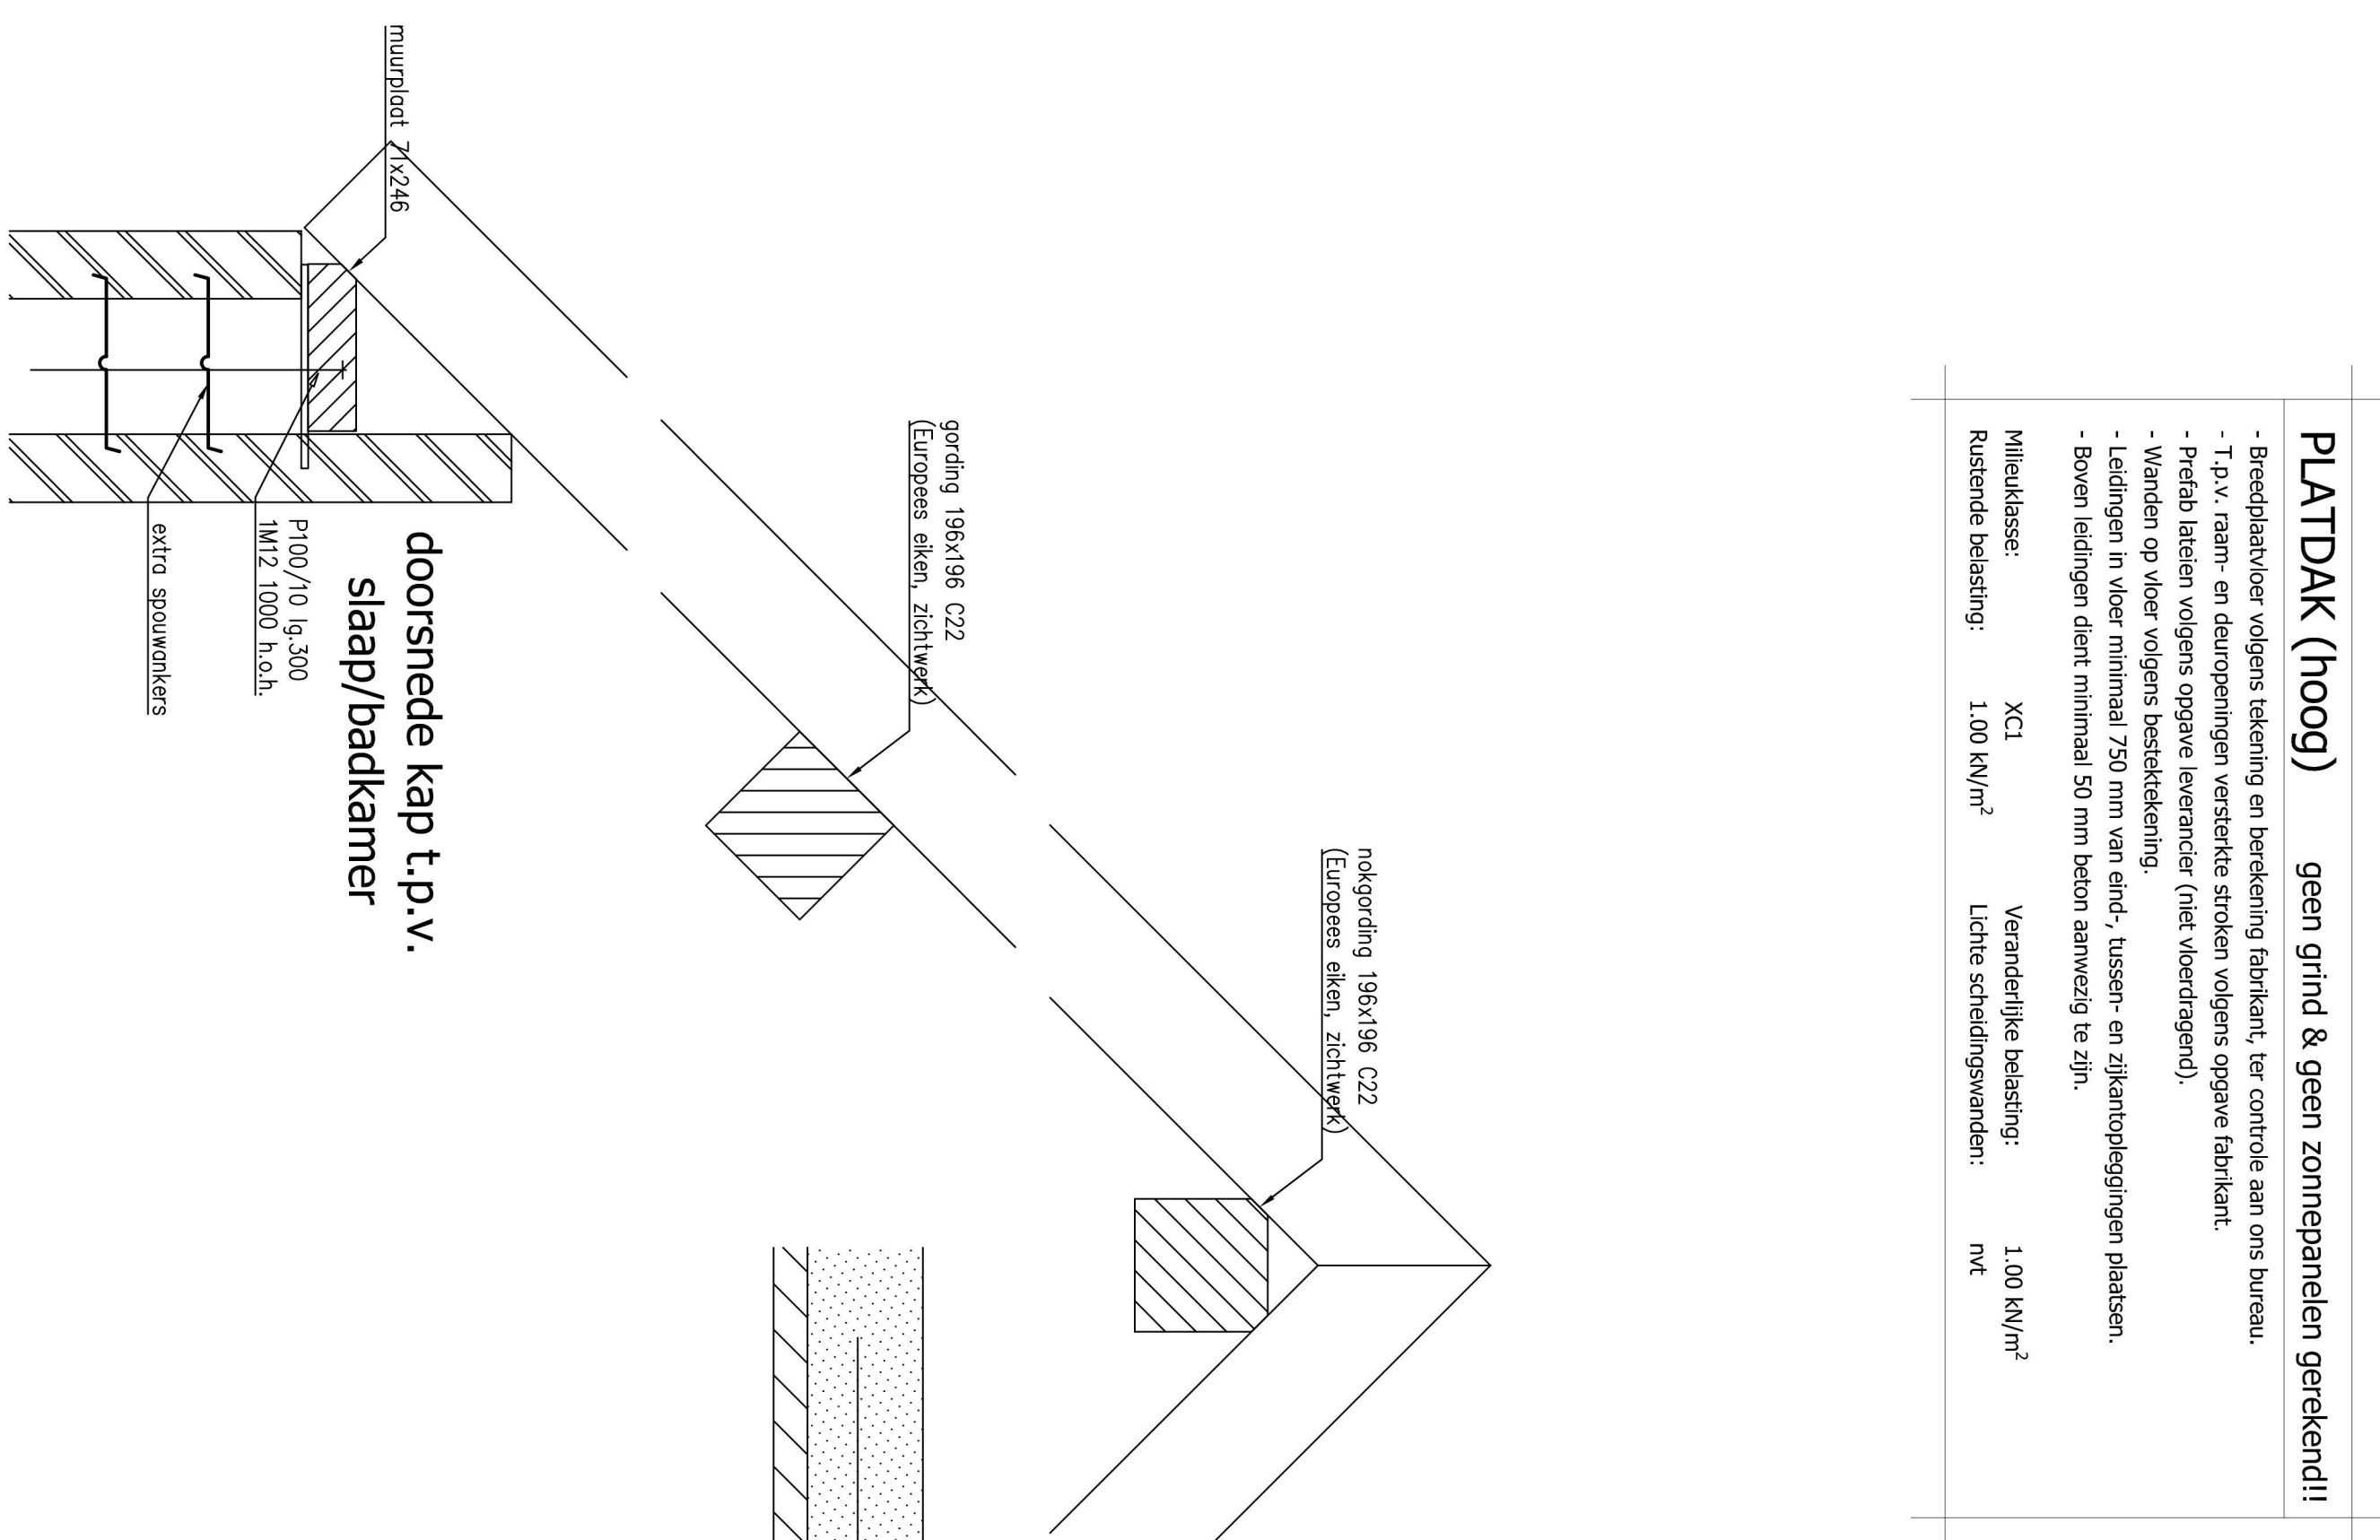 PLATDAK (hoog) geen grind & geen zonnepanelen gerekend!!
- Breedplaatvloer volgens tekening en berekening fabrikant, ter controle aan ons bureau.
- T.p.v. raam- en deuropeningen versterkte stroken volgens opgave fabrikant.
- Prefab lateien volgens opgave leverancier (niet vloerdragend).
- Wanden op vloer volgens bestektekening.
- Leidingen in vloer minimaal 750 mm van eind-, tussen- en zijkantopleggingen plaatsen.
- Boven leidingen dient minimaal 50 mm beton aanwezig te zijn.
Milieuklasse: XC1 Veranderlijke belasting: 1.00 kN/m²
Rustende belasting: 1.00 kN/m² Lichte scheidingswanden: nvt
nokgording 196x196 C22
(Europees eiken, zichtwerk)
gording 196x196 C22
(Europees eiken, zichtwerk)
muurplaat 71x246
doorsnede kap t.p.v.
slaap/badkamer
P100/10 lg.300
1M12 1000 h.o.h.
extra spouwankers